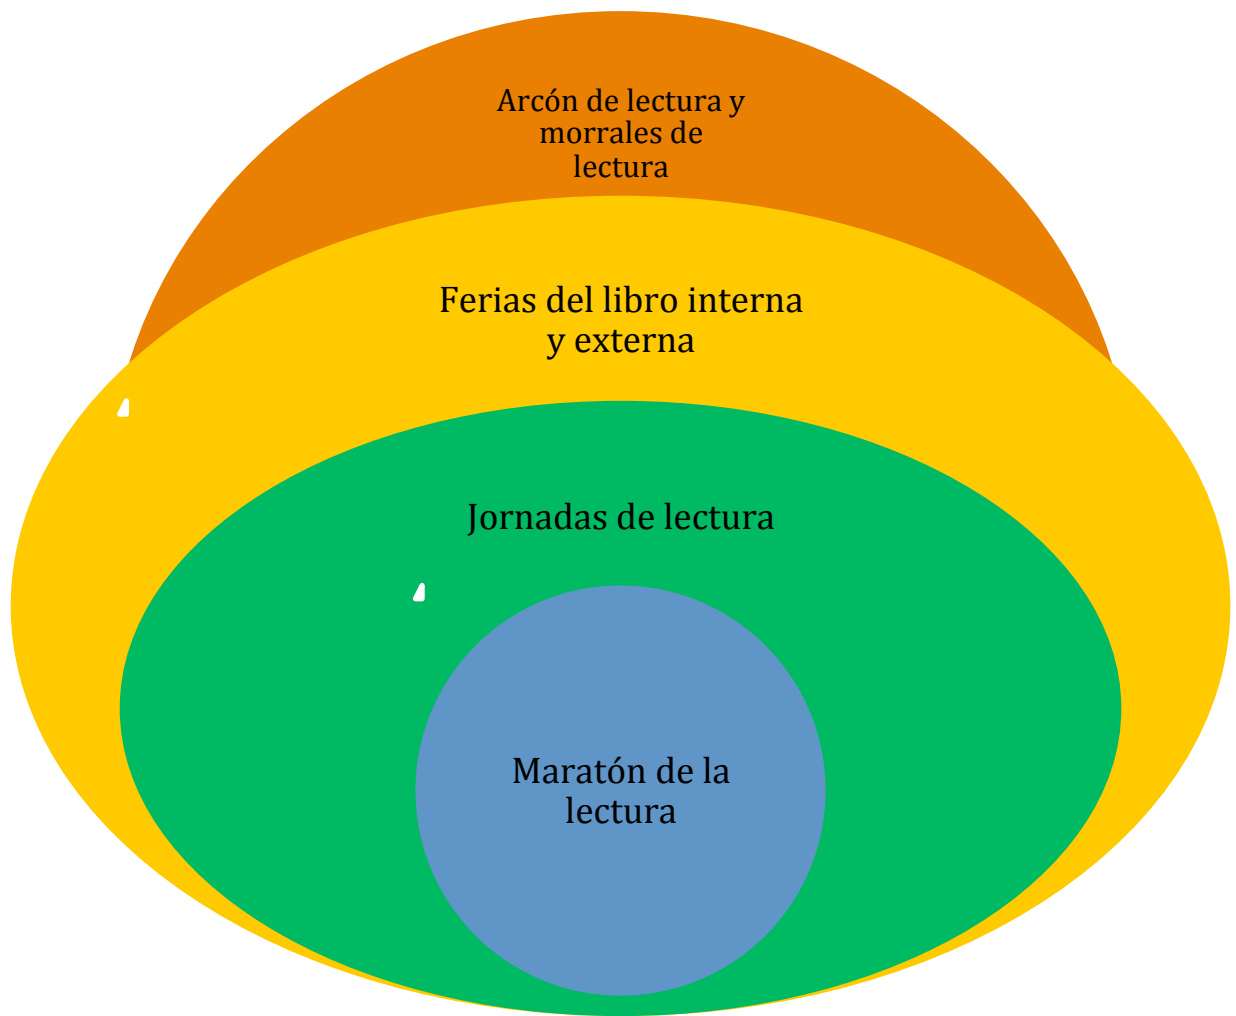 Arcón de lectura y
morrales de
lectura
Ferias del libro interna
y externa
Jornadas de lectura
Maratón de la
lectura